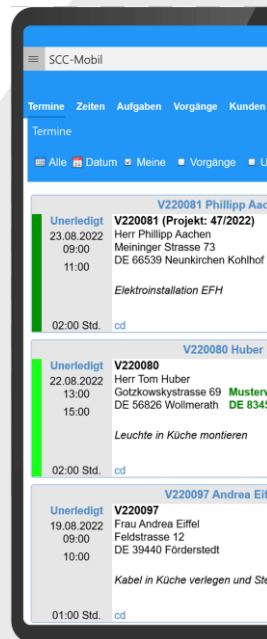 SCC-Mobil
Termine Zeiten Aufgaben Vorgänge Kunden
Termine
Alle Datum Meine Vorgänge
V220081 Phillipp
Unerledigt V220081 (Projekt: 47/2022)
23.08.2022 Herr Phillipp Aachen
09:00 Meininger Strasse 73
11:00 DE 66539 Neunkirchen Kohlhof
Elektroinstallation EFH
02:00 Std. cd
V220080 Huber
Unerledigt V220080
22.08.2022 Herr Tom Huber
13:00 Gotzkowskystrasse 69
15:00 DE 56826 Wollmerath DE 8345
Leuchte in Küche montieren
02:00 Std. cd
V220097 Andrea
Unerledigt V220097
19.08.2022 Frau Andrea Eiffel
09:00 Feldstrasse 12
10:00 DE 39440 Förderstedt
Kabel in Küche verlegen und
01:00 Std. cd